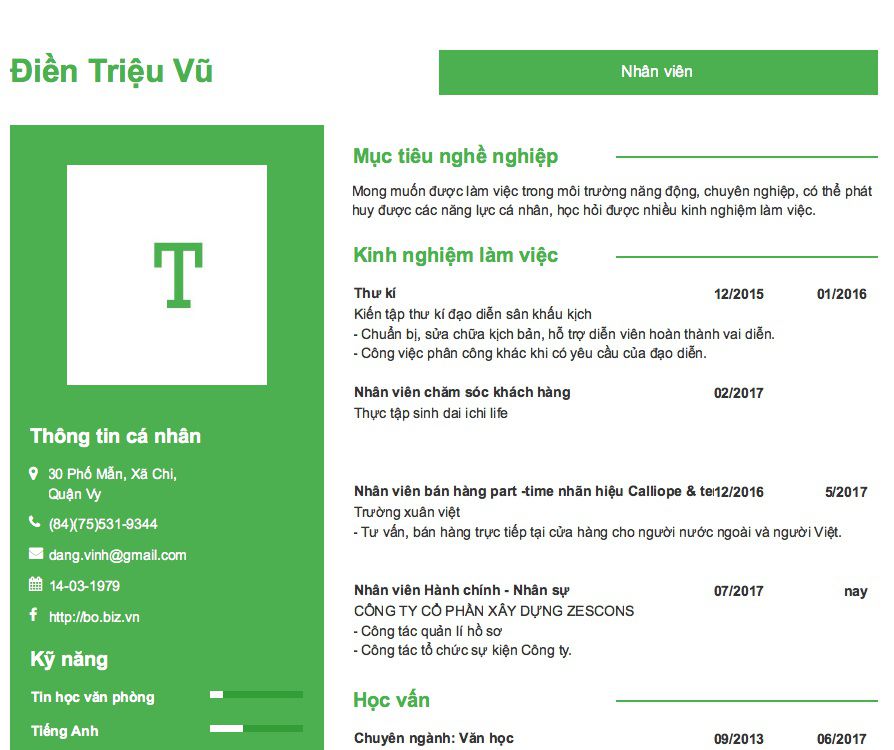 Điền Triệu Vũ
Nhân viên
T
Thông tin cá nhân
30 Phố Mẫn, Xã Chi,
Quận Vy
(84)(75)531-9344
dang.vinh@gmail.com
14-03-1979
http://bo.biz.vn
Kỹ năng
Tin học văn phòng
Tiếng Anh
Mục tiêu nghề nghiệp
Mong muốn được làm việc trong môi trường năng động, chuyên nghiệp, có thể phát
huy được các năng lực cá nhân, học hỏi được nhiều kinh nghiệm làm việc.
Kinh nghiệm làm việc
Thư kí 12/2015 01/2016
Kiến tập thư kí đạo diễn sân khấu kịch
- Chuẩn bị, sửa chữa kịch bản, hỗ trợ diễn viên hoàn thành vai diễn.
- Công việc phân công khác khi có yêu cầu của đạo diễn.
Nhân viên chăm sóc khách hàng 02/2017
Thực tập sinh dai ichi life
Nhân viên bán hàng part -time nhãn hiệu Calliope & 12/2016 5/2017
Trường xuân việt
- Tư vấn, bán hàng trực tiếp tại cửa hàng cho người nước ngoài và người Việt.
Nhân viên Hành chính - Nhân sự 07/2017 nay
CÔNG TY CỔ PHẦN XÂY DỰNG ZESCONS
- Công tác quản lí hồ sơ
- Công tác tổ chức sự kiện Công ty.
Học vấn
Chuyên ngành: Văn học 09/2013 06/2017